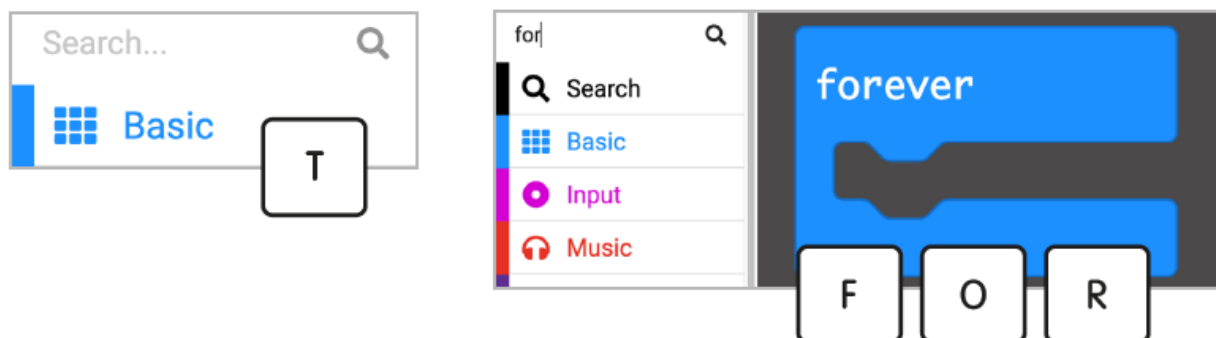 Search...
Basic
T
for
Search
Basic
Input
Music
forever
F O R